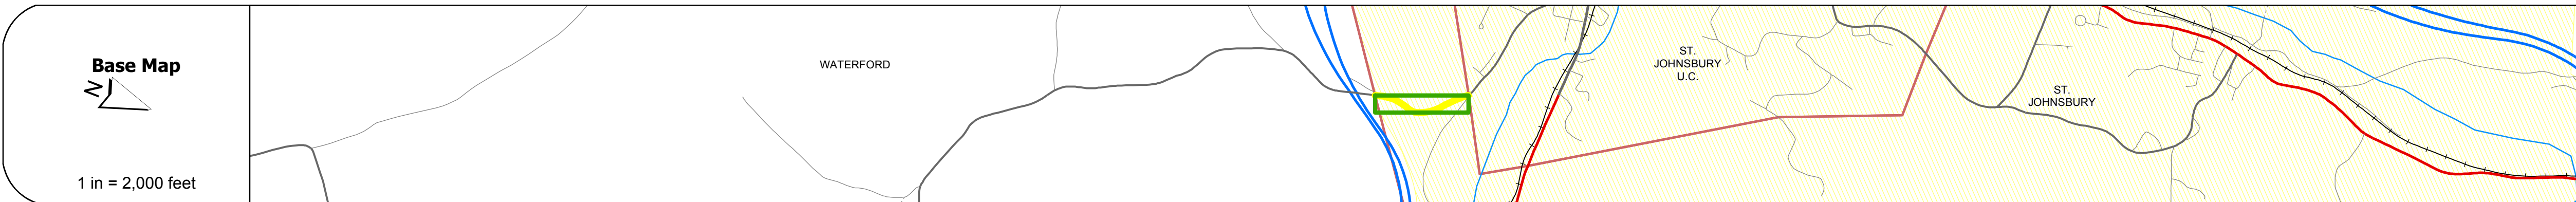 Base Map
N
1 in = 2,000 feet
WATERFORD
ST.
JOHNSBURY
U.C.
ST.
JOHNSBURY